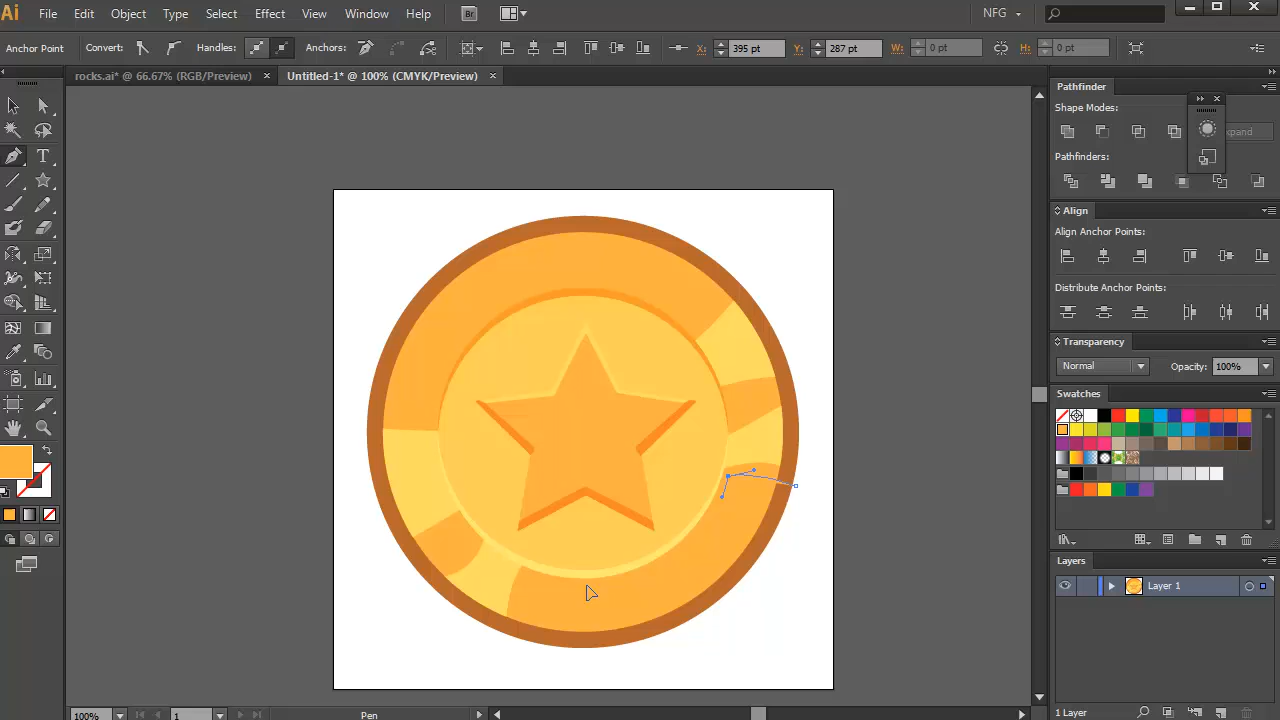 Ai File Edit Object Type Select Effect View Window Help Br NFG
Anchor Point Convert: Handles: Anchors: X: 395 pt Y: 287 pt W: 0 pt H: 0 pt
rocks.ai* @ 66.67% (RGB/Preview) × Untitled-1* @ 100% (CMYK/Preview) ×
Pathfinder
Shape Modes:
xpand
Pathfinders:
Align
Align Anchor Points:
Distribute Anchor Points:
Transparency
Normal Opacity: 100%
Swatches
Layers
Layer 1
1 Layer
100% 1 Pen